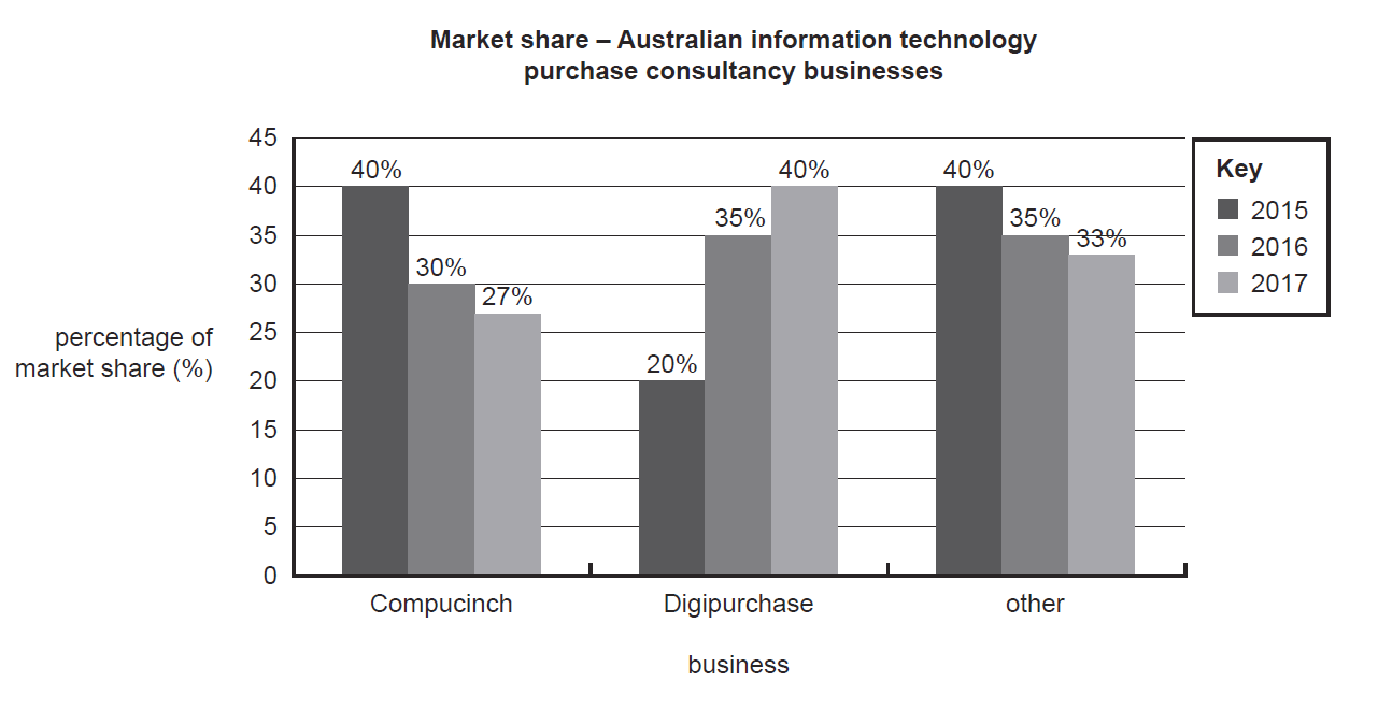 Market share – Australian information technology
purchase consultancy businesses
45
40
35
30
25
20
15
10
5
0
percentage of
market share (%)
40%
30%
27%
20%
35%
40%
40%
35%
33%
Key
2015
2016
2017
Compucinch
Digipurchase
other
business